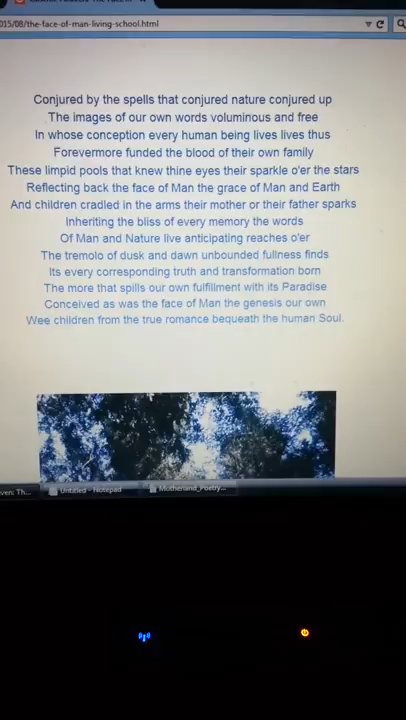 015/08/the-face-of-man-living-school.html
Conjured by the spells that conjured nature conjured up
The images of our own words voluminous and free
In whose conception every human being lives lives thus
Forevermore funded the blood of their own family
These limpid pools that knew thine eyes their sparkle o'er the stars
Reflecting back the face of Man the grace of Man and Earth
And children cradled in the arms their mother or their father sparks
Inheriting the bliss of every memory the words
Of Man and Nature live anticipating reaches o'er
The tremolo of dusk and dawn unbounded fullness finds
Its every corresponding truth and transformation born
The more that spills our own fulfillment with its Paradise
Conceived as was the face of Man the genesis our own
Wee children from the true romance bequeath the human Soul.
ven: Th...
Untitled - Notepad
Motherland_Poetry...